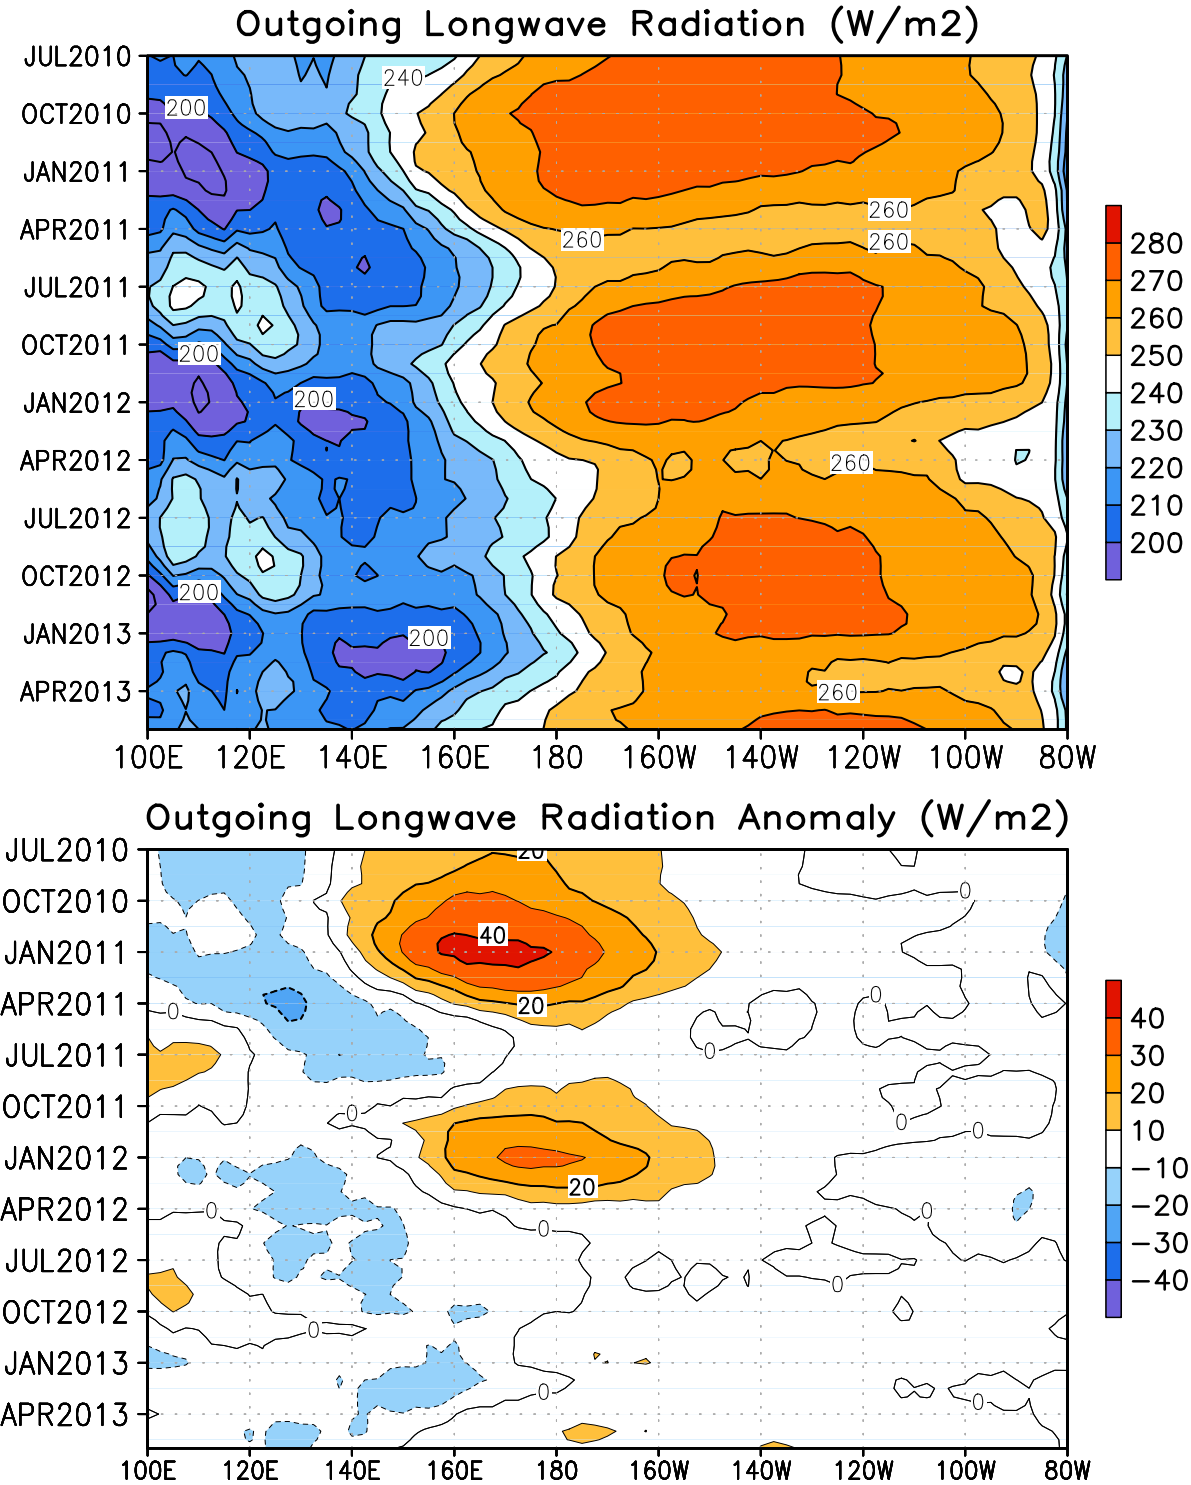 Outgoing Longwave Radiation (W/m2)
JUL2010
OCT2010
JAN2011
APR2011
JUL2011
OCT2011
JAN2012
APR2012
JUL2012
OCT2012
JAN2013
APR2013
240
200
260
260
260
200
200
260
200
200
260
280
270
260
250
240
230
220
210
200
100E 120E 140E 160E 180 160W 140W 120W 100W 80W
Outgoing Longwave Radiation Anomaly (W/m2)
JUL2010
OCT2010
JAN2011
APR2011
JUL2011
OCT2011
JAN2012
APR2012
JUL2012
OCT2012
JAN2013
APR2013
20
0
40
0
20
0
0
0
0
0
20
0
0
0
0
0
0
0
40
30
20
10
−10
−20
−30
−40
100E 120E 140E 160E 180 160W 140W 120W 100W 80W